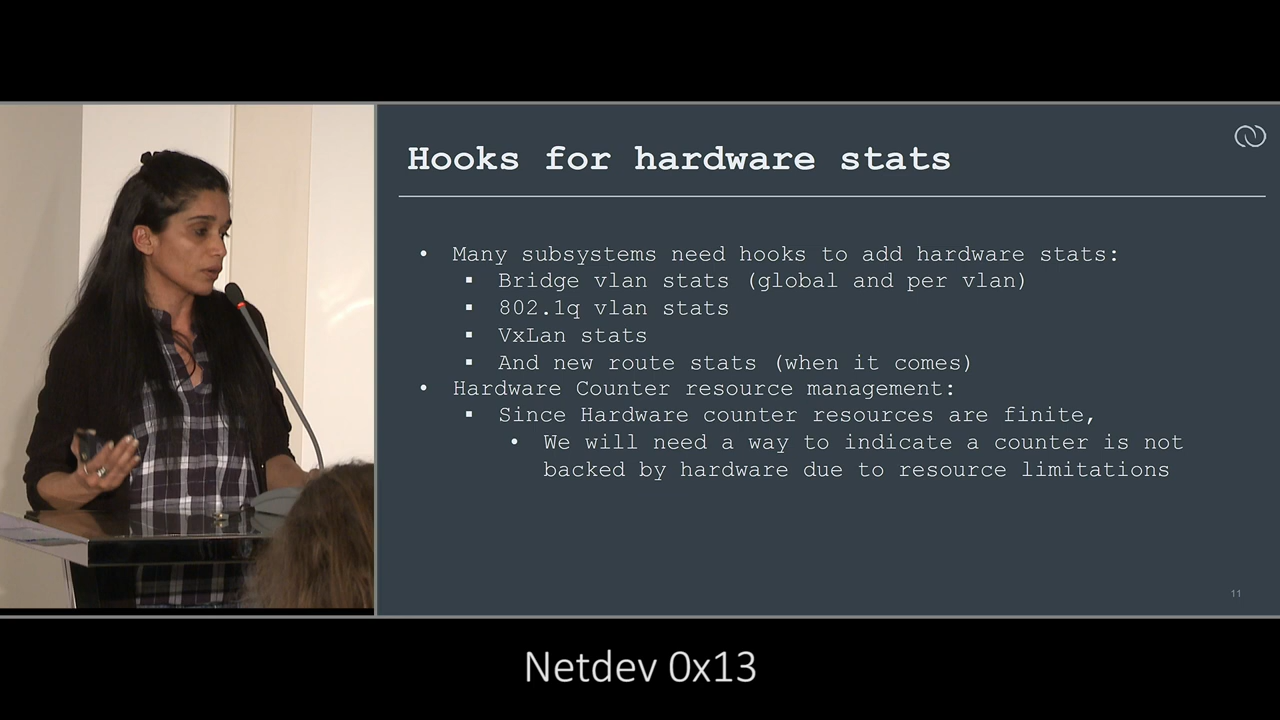 Hooks for hardware stats
• Many subsystems need hooks to add hardware stats:
▪ Bridge vlan stats (global and per vlan)
▪ 802.1q vlan stats
▪ VxLan stats
▪ And new route stats (when it comes)
• Hardware Counter resource management:
▪ Since Hardware counter resources are finite,
• We will need a way to indicate a counter is not
backed by hardware due to resource limitations
11
Netdev 0x13